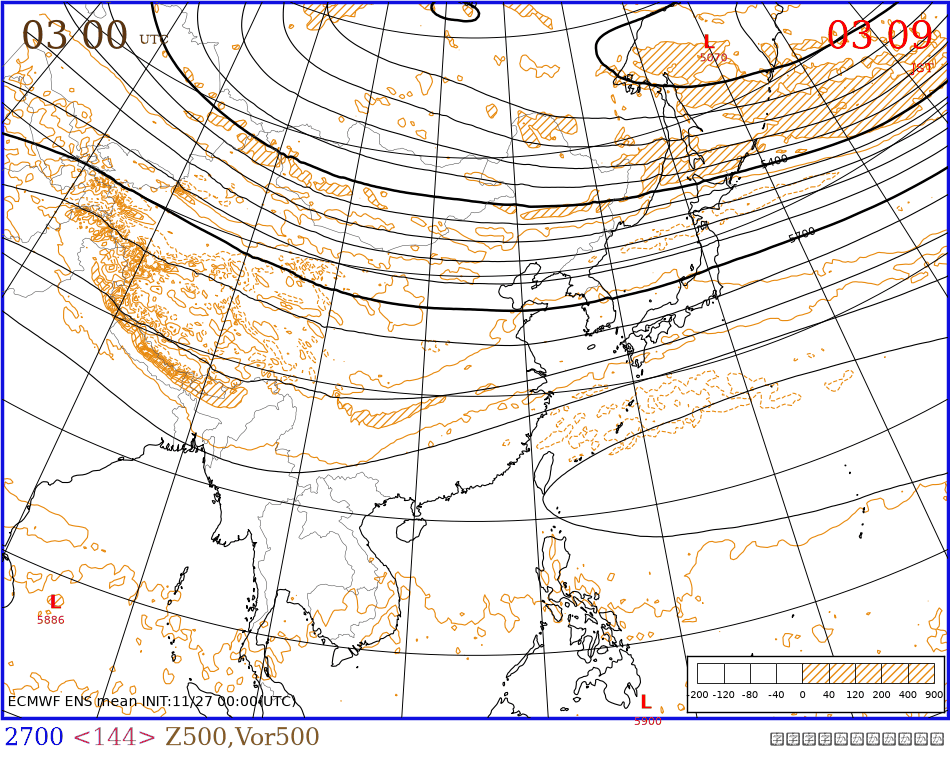 03 00 UTC
03 09 JST
L
5070
5400
5700
L
5886
L
5900
ECMWF ENS mean INIT:11/27 00:00(UTC)
-200 -120 -80 -40 0 40 120 200 400 900
2700 <144> Z500,Vor500